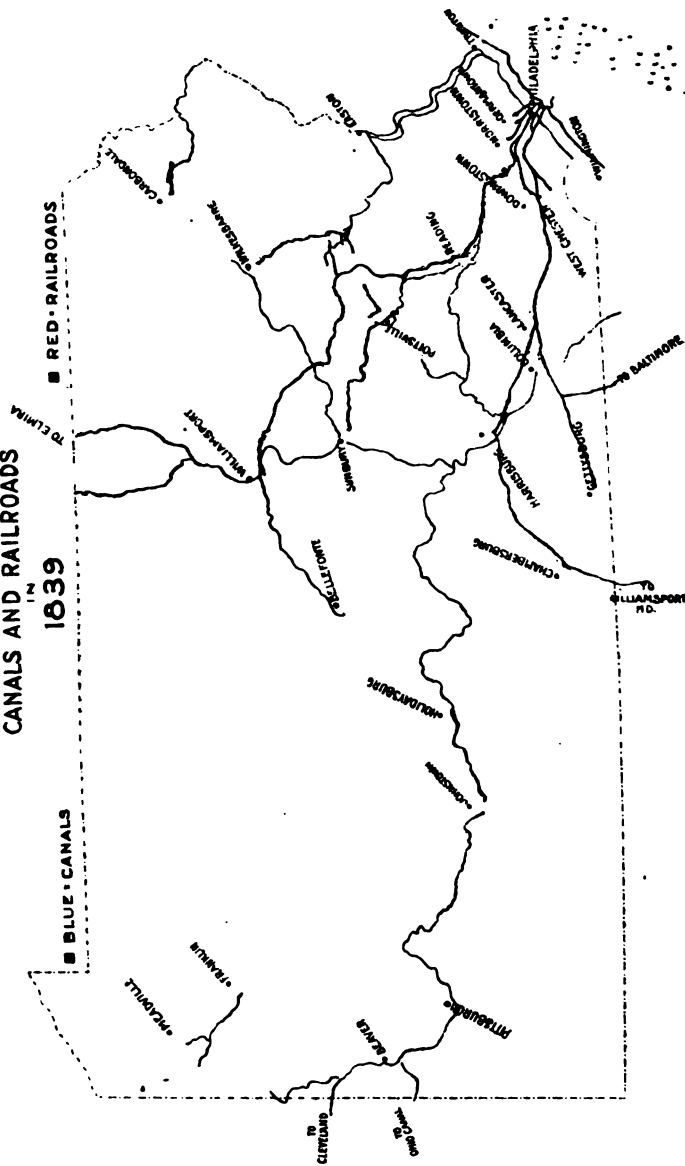 CANALS AND RAILROADS
IN
1839
BLUE = CANALS
RED = RAILROADS
TO ELMIRA
CARBONDALE
MEADVILLE
FRANKLIN
WILLIAMSPORT
WILKESBARRE
BELLEFONTE
SUNBURY
EASTON
POTTSVILLE
BEAVER
TO
CLEVELAND
TO
OHIO CANAL
PITTSBURGH
JOHNSTOWN
HOLIDAYSBURG
READING
HARRISBURG
COLUMBIA
LANCASTER
DOWNINGTOWN
NORRISTOWN
TRENTON
PHILADELPHIA
WILMINGTON
WEST CHESTER
CHAMBERSBURG
GETTYSBURG
TO BALTIMORE
TO
WILLIAMSPORT
MD.